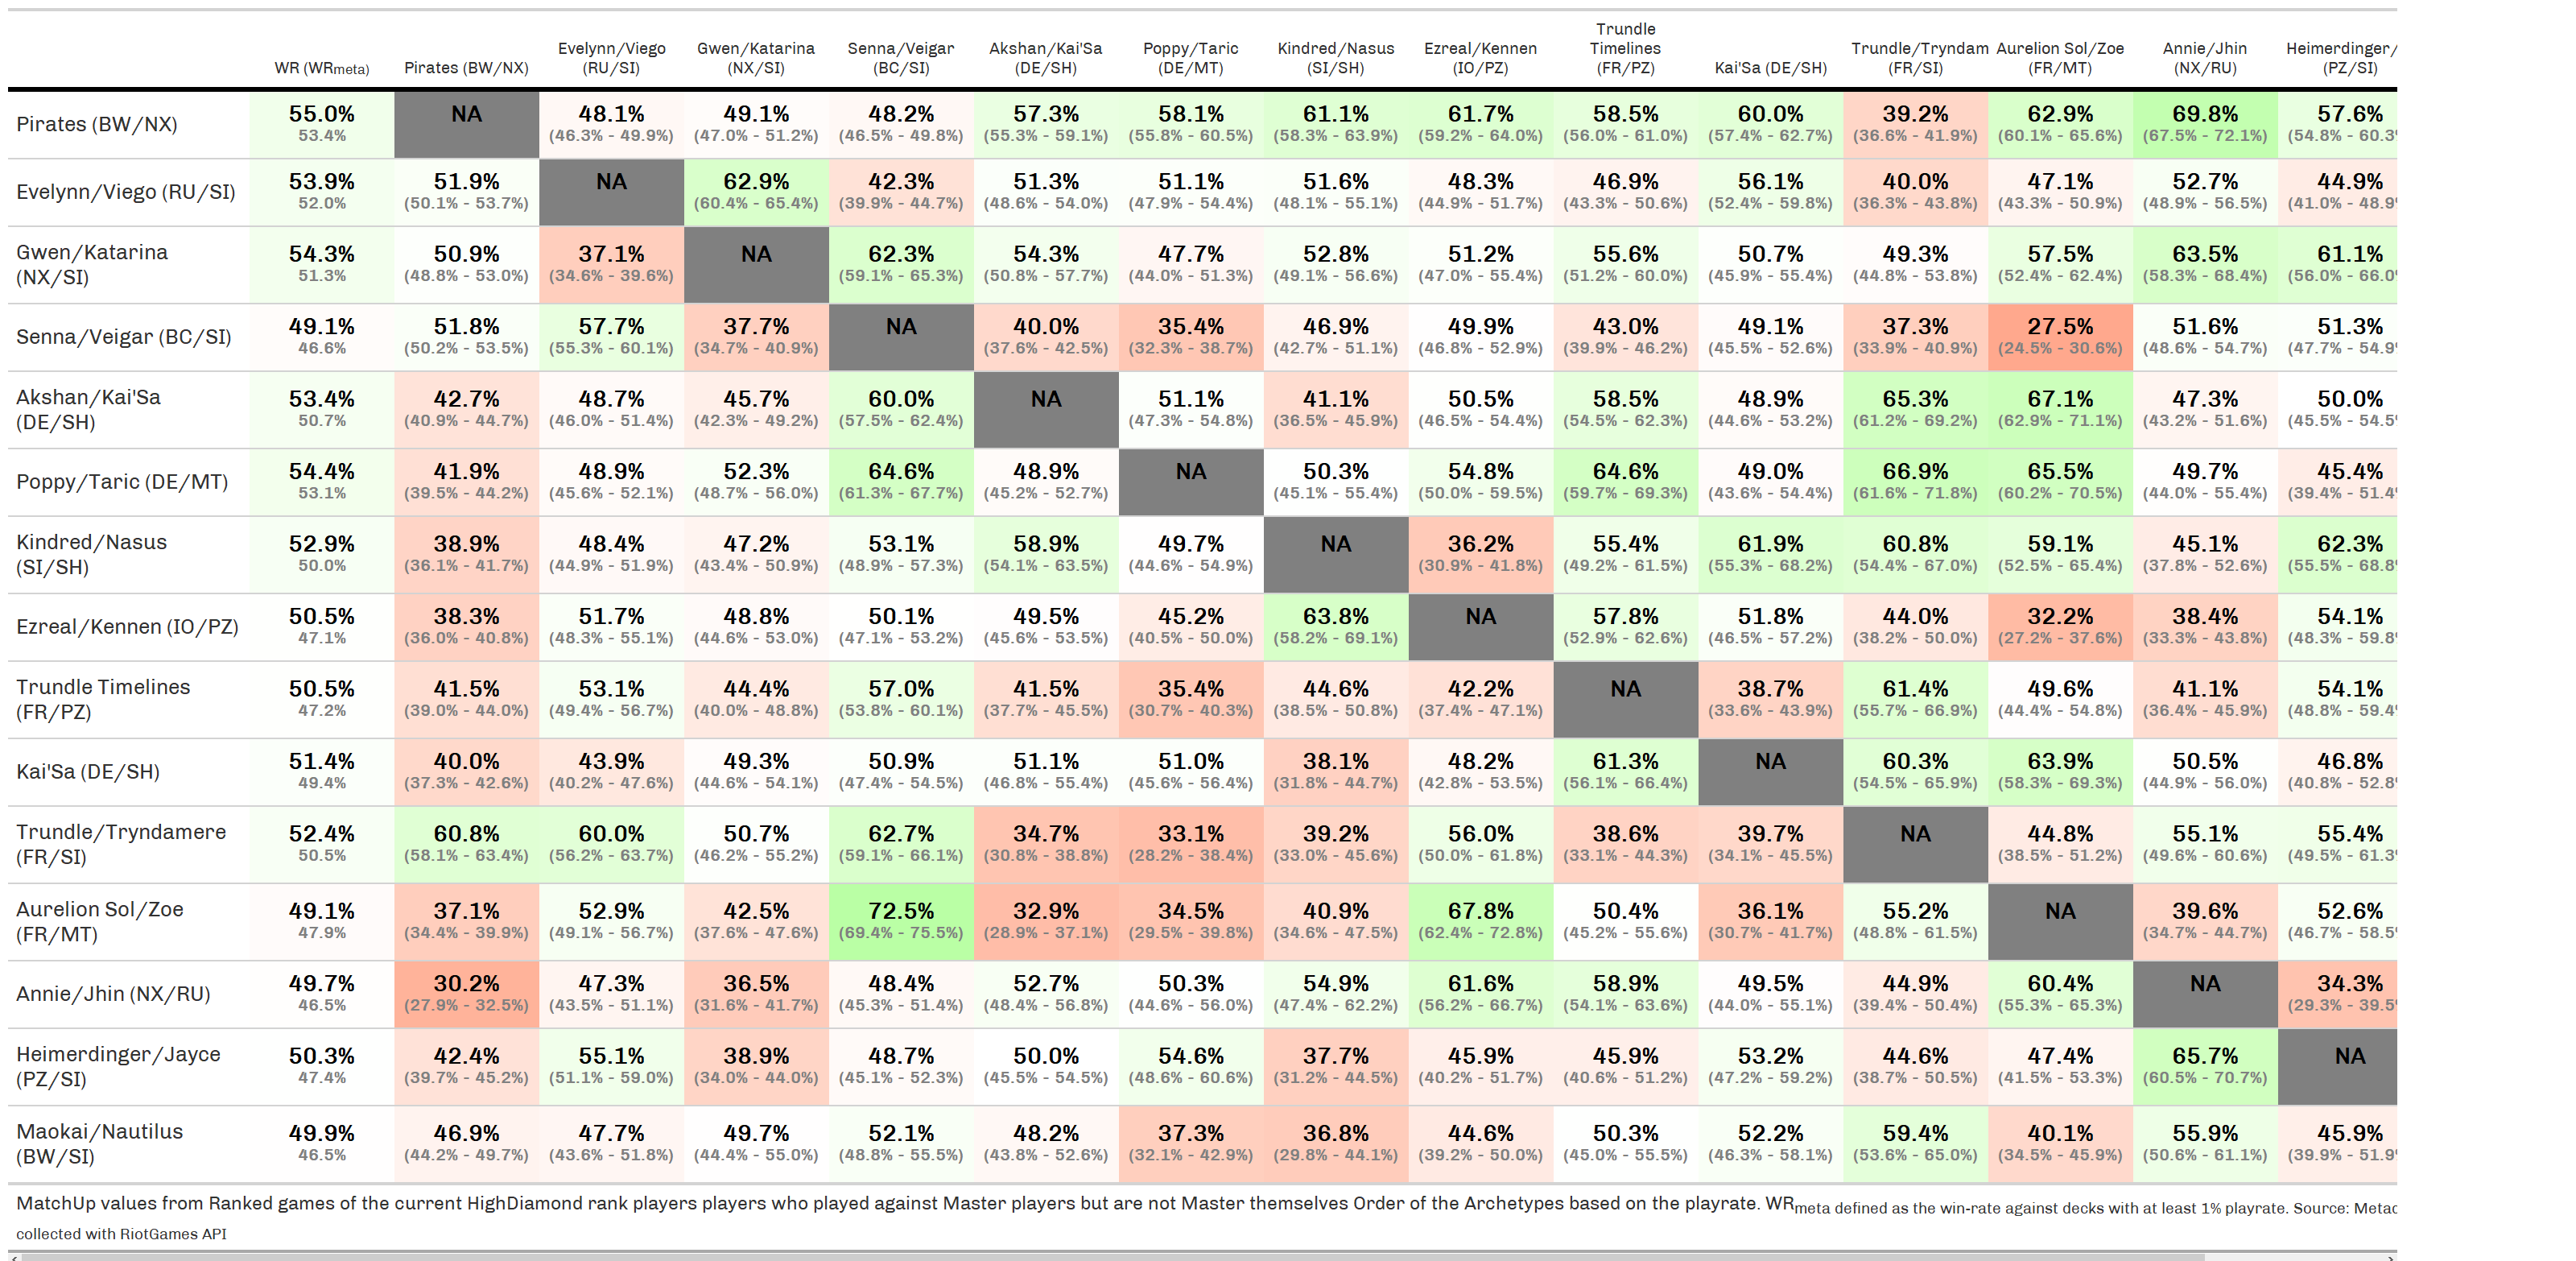 WR (WRmeta) Pirates (BW/NX) Evelynn/Viego (RU/SI) Gwen/Katarina (NX/SI) Senna/Veigar (BC/SI) Akshan/Kai'Sa (DE/SH) Poppy/Taric (DE/MT) Kindred/Nasus (SI/SH) Ezreal/Kennen (IO/PZ) Trundle Timelines (FR/PZ) Kai'Sa (DE/SH) Trundle/Tryndam (FR/SI) Aurelion Sol/Zoe (FR/MT) Annie/Jhin (NX/RU) Heimerdinger/ (PZ/SI)
Pirates (BW/NX) 55.0% NA 48.1% 49.1% 48.2% 57.3% 58.1% 61.1% 61.7% 58.5% 60.0% 39.2% 62.9% 69.8% 57.6%
53.4% (46.3% - 49.9%) (47.0% - 51.2%) (46.5% - 49.8%) (55.3% - 59.1%) (55.8% - 60.5%) (58.3% - 63.9%) (59.2% - 64.0%) (56.0% - 61.0%) (57.4% - 62.7%) (36.6% - 41.9%) (60.1% - 65.6%) (67.5% - 72.1%) (54.8% - 60.3%
Evelynn/Viego (RU/SI) 53.9% 51.9% NA 62.9% 42.3% 51.3% 51.1% 51.6% 48.3% 46.9% 56.1% 40.0% 47.1% 52.7% 44.9%
52.0% (50.1% - 53.7%) (60.4% - 65.4%) (39.9% - 44.7%) (48.6% - 54.0%) (47.9% - 54.4%) (48.1% - 55.1%) (44.9% - 51.7%) (43.3% - 50.6%) (52.4% - 59.8%) (36.3% - 43.8%) (43.3% - 50.9%) (48.9% - 56.5%) (41.0% - 48.9%
Gwen/Katarina (NX/SI) 54.3% 50.9% 37.1% NA 62.3% 54.3% 47.7% 52.8% 51.2% 55.6% 50.7% 49.3% 57.5% 63.5% 61.1%
51.3% (48.8% - 53.0%) (34.6% - 39.6%) (59.1% - 65.3%) (50.8% - 57.7%) (44.0% - 51.3%) (49.1% - 56.6%) (47.0% - 55.4%) (51.2% - 60.0%) (45.9% - 55.4%) (44.8% - 53.8%) (52.4% - 62.4%) (58.3% - 68.4%) (56.0% - 66.0%
Senna/Veigar (BC/SI) 49.1% 51.8% 57.7% 37.7% NA 40.0% 35.4% 46.9% 49.9% 43.0% 49.1% 37.3% 27.5% 51.6% 51.3%
46.6% (50.2% - 53.5%) (55.3% - 60.1%) (34.7% - 40.9%) (37.6% - 42.5%) (32.3% - 38.7%) (42.7% - 51.1%) (46.8% - 52.9%) (39.9% - 46.2%) (45.5% - 52.6%) (33.9% - 40.9%) (24.5% - 30.6%) (48.6% - 54.7%) (47.7% - 54.9%
Akshan/Kai'Sa (DE/SH) 53.4% 42.7% 48.7% 45.7% 60.0% NA 51.1% 41.1% 50.5% 58.5% 48.9% 65.3% 67.1% 47.3% 50.0%
50.7% (40.9% - 44.7%) (46.0% - 51.4%) (42.3% - 49.2%) (57.5% - 62.4%) (47.3% - 54.8%) (36.5% - 45.9%) (46.5% - 54.4%) (54.5% - 62.3%) (44.6% - 53.2%) (61.2% - 69.2%) (62.9% - 71.1%) (43.2% - 51.6%) (45.5% - 54.5%
Poppy/Taric (DE/MT) 54.4% 41.9% 48.9% 52.3% 64.6% 48.9% NA 50.3% 54.8% 64.6% 49.0% 66.9% 65.5% 49.7% 45.4%
53.1% (39.5% - 44.2%) (45.6% - 52.1%) (48.7% - 56.0%) (61.3% - 67.7%) (45.2% - 52.7%) (45.1% - 55.4%) (50.0% - 59.5%) (59.7% - 69.3%) (43.6% - 54.4%) (61.6% - 71.8%) (60.2% - 70.5%) (44.0% - 55.4%) (39.4% - 51.4%
Kindred/Nasus (SI/SH) 52.9% 38.9% 48.4% 47.2% 53.1% 58.9% 49.7% NA 36.2% 55.4% 61.9% 60.8% 59.1% 45.1% 62.3%
50.0% (36.1% - 41.7%) (44.9% - 51.9%) (43.4% - 50.9%) (48.9% - 57.3%) (54.1% - 63.5%) (44.6% - 54.9%) (30.9% - 41.8%) (49.2% - 61.5%) (55.3% - 68.2%) (54.4% - 67.0%) (52.5% - 65.4%) (37.8% - 52.6%) (55.5% - 68.8%
Ezreal/Kennen (IO/PZ) 50.5% 38.3% 51.7% 48.8% 50.1% 49.5% 45.2% 63.8% NA 57.8% 51.8% 44.0% 32.2% 38.4% 54.1%
47.1% (36.0% - 40.8%) (48.3% - 55.1%) (44.6% - 53.0%) (47.1% - 53.2%) (45.6% - 53.5%) (40.5% - 50.0%) (58.2% - 69.1%) (52.9% - 62.6%) (46.5% - 57.2%) (38.2% - 50.0%) (27.2% - 37.6%) (33.3% - 43.8%) (48.3% - 59.8%
Trundle Timelines (FR/PZ) 50.5% 41.5% 53.1% 44.4% 57.0% 41.5% 35.4% 44.6% 42.2% NA 38.7% 61.4% 49.6% 41.1% 54.1%
47.2% (39.0% - 44.0%) (49.4% - 56.7%) (40.0% - 48.8%) (53.8% - 60.1%) (37.7% - 45.5%) (30.7% - 40.3%) (38.5% - 50.8%) (37.4% - 47.1%) (33.6% - 43.9%) (55.7% - 66.9%) (44.4% - 54.8%) (36.4% - 45.9%) (48.8% - 59.4%
Kai'Sa (DE/SH) 51.4% 40.0% 43.9% 49.3% 50.9% 51.1% 51.0% 38.1% 48.2% 61.3% NA 60.3% 63.9% 50.5% 46.8%
49.4% (37.3% - 42.6%) (40.2% - 47.6%) (44.6% - 54.1%) (47.4% - 54.5%) (46.8% - 55.4%) (45.6% - 56.4%) (31.8% - 44.7%) (42.8% - 53.5%) (56.1% - 66.4%) (54.5% - 65.9%) (58.3% - 69.3%) (44.9% - 56.0%) (40.8% - 52.8%
Trundle/Tryndamere (FR/SI) 52.4% 60.8% 60.0% 50.7% 62.7% 34.7% 33.1% 39.2% 56.0% 38.6% 39.7% NA 44.8% 55.1% 55.4%
50.5% (58.1% - 63.4%) (56.2% - 63.7%) (46.2% - 55.2%) (59.1% - 66.1%) (30.8% - 38.8%) (28.2% - 38.4%) (33.0% - 45.6%) (50.0% - 61.8%) (33.1% - 44.3%) (34.1% - 45.5%) (38.5% - 51.2%) (49.6% - 60.6%) (49.5% - 61.3%
Aurelion Sol/Zoe (FR/MT) 49.1% 37.1% 52.9% 42.5% 72.5% 32.9% 34.5% 40.9% 67.8% 50.4% 36.1% 55.2% NA 39.6% 52.6%
47.9% (34.4% - 39.9%) (49.1% - 56.7%) (37.6% - 47.6%) (69.4% - 75.5%) (28.9% - 37.1%) (29.5% - 39.8%) (34.6% - 47.5%) (62.4% - 72.8%) (45.2% - 55.6%) (30.7% - 41.7%) (48.8% - 61.5%) (34.7% - 44.7%) (46.7% - 58.5%
Annie/Jhin (NX/RU) 49.7% 30.2% 47.3% 36.5% 48.4% 52.7% 50.3% 54.9% 61.6% 58.9% 49.5% 44.9% 60.4% NA 34.3%
46.5% (27.9% - 32.5%) (43.5% - 51.1%) (31.6% - 41.7%) (45.3% - 51.4%) (48.4% - 56.8%) (44.6% - 56.0%) (47.4% - 62.2%) (56.2% - 66.7%) (54.1% - 63.6%) (44.0% - 55.1%) (39.4% - 50.4%) (55.3% - 65.3%) (29.3% - 39.5%
Heimerdinger/Jayce (PZ/SI) 50.3% 42.4% 55.1% 38.9% 48.7% 50.0% 54.6% 37.7% 45.9% 45.9% 53.2% 44.6% 47.4% 65.7% NA
47.4% (39.7% - 45.2%) (51.1% - 59.0%) (34.0% - 44.0%) (45.1% - 52.3%) (45.5% - 54.5%) (48.6% - 60.6%) (31.2% - 44.5%) (40.2% - 51.7%) (40.6% - 51.2%) (47.2% - 59.2%) (38.7% - 50.5%) (41.5% - 53.3%) (60.5% - 70.7%)
Maokai/Nautilus (BW/SI) 49.9% 46.9% 47.7% 49.7% 52.1% 48.2% 37.3% 36.8% 44.6% 50.3% 52.2% 59.4% 40.1% 55.9% 45.9%
46.5% (44.2% - 49.7%) (43.6% - 51.8%) (44.4% - 55.0%) (48.8% - 55.5%) (43.8% - 52.6%) (32.1% - 42.9%) (29.8% - 44.1%) (39.2% - 50.0%) (45.0% - 55.5%) (46.3% - 58.1%) (53.6% - 65.0%) (34.5% - 45.9%) (50.6% - 61.1%) (39.9% - 51.9%
MatchUp values from Ranked games of the current HighDiamond rank players players who played against Master players but are not Master themselves Order of the Archetypes based on the playrate. WRmeta defined as the win-rate against decks with at least 1% playrate. Source: Metac
collected with RiotGames API